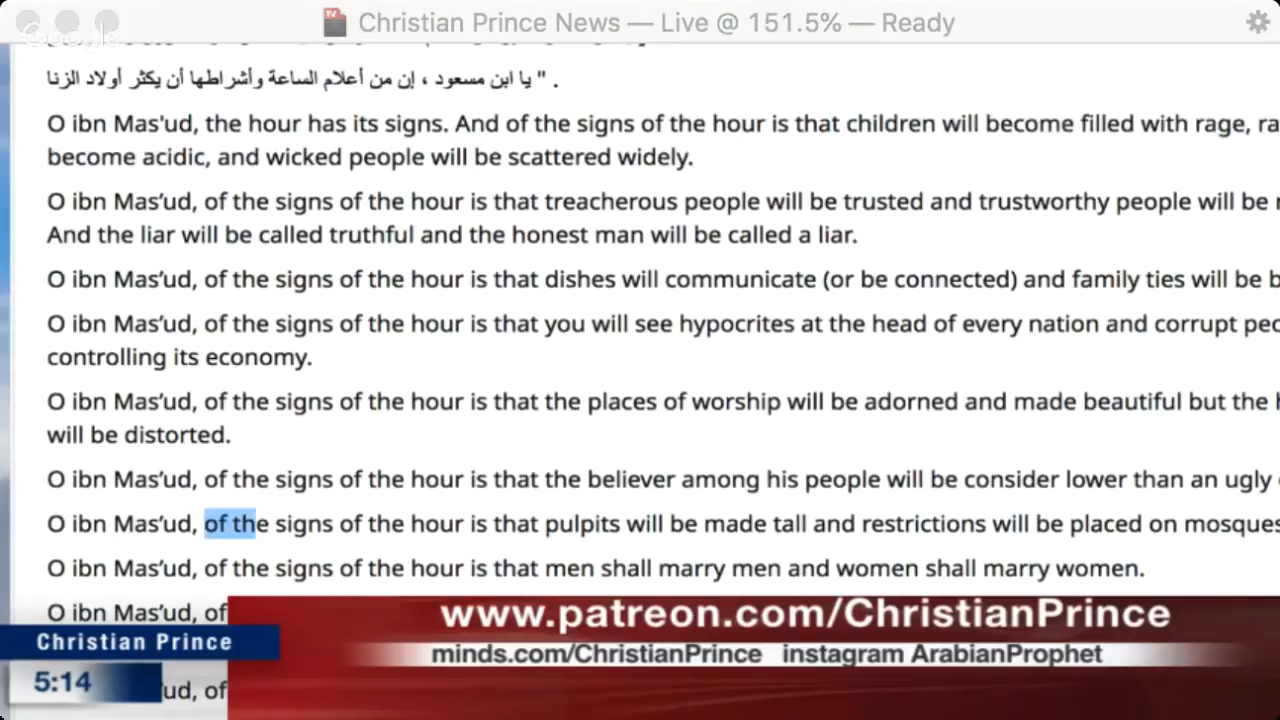 TV
Christian Prince News — Live @ 151.5% — Ready
Google
يا ابن مسعود ، إن من أعلام الساعة وأشراطها أن يكثر أولاد الزنا " .
O ibn Mas'ud, the hour has its signs. And of the signs of the hour is that children will become filled with rage, ra
become acidic, and wicked people will be scattered widely.
O ibn Mas’ud, of the signs of the hour is that treacherous people will be trusted and trustworthy people will be
And the liar will be called truthful and the honest man will be called a liar.
O ibn Mas’ud, of the signs of the hour is that dishes will communicate (or be connected) and family ties will be b
O ibn Mas’ud, of the signs of the hour is that you will see hypocrites at the head of every nation and corrupt peo
controlling its economy.
O ibn Mas’ud, of the signs of the hour is that the places of worship will be adorned and made beautiful but the h
will be distorted.
O ibn Mas’ud, of the signs of the hour is that the believer among his people will be consider lower than an ugly
O ibn Mas’ud, of the signs of the hour is that pulpits will be made tall and restrictions will be placed on mosques
O ibn Mas’ud, of the signs of the hour is that men shall marry men and women shall marry women.
O ibn Mas’ud, of
www.patreon.com/ChristianPrince
Christian Prince
minds.com/ChristianPrince instagram ArabianProphet
5:14
ud, of